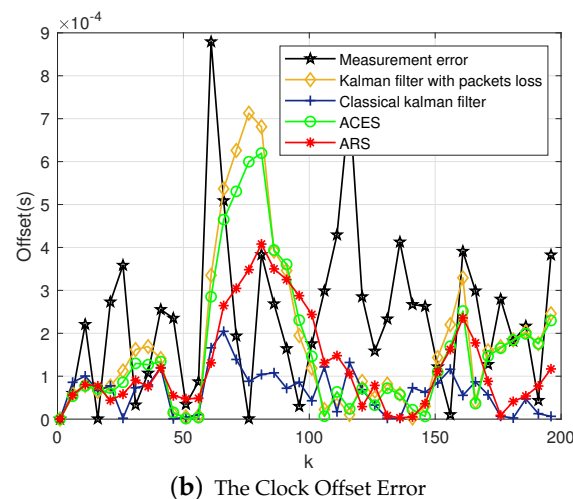 ×10⁻⁴
9
8
7
6
5
4
3
2
1
0
Offset(s)
Measurement error
Kalman filter with packets loss
Classical kalman filter
ACES
ARS
0 50 100 150 200
k
(b) The Clock Offset Error